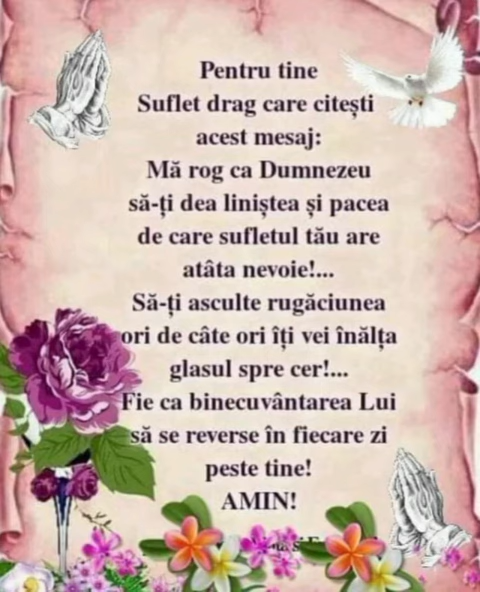 Pentru tine
Suflet drag care citești
acest mesaj:
Mă rog ca Dumnezeu
să-ți dea liniștea și pacea
de care sufletul tău are
atâta nevoie!...
Să-ți asculte rugăciunea
ori de câte ori îți vei înălța
glasul spre cer!...
Fie ca binecuvântarea Lui
să se reverse în fiecare zi
peste tine!
AMIN!